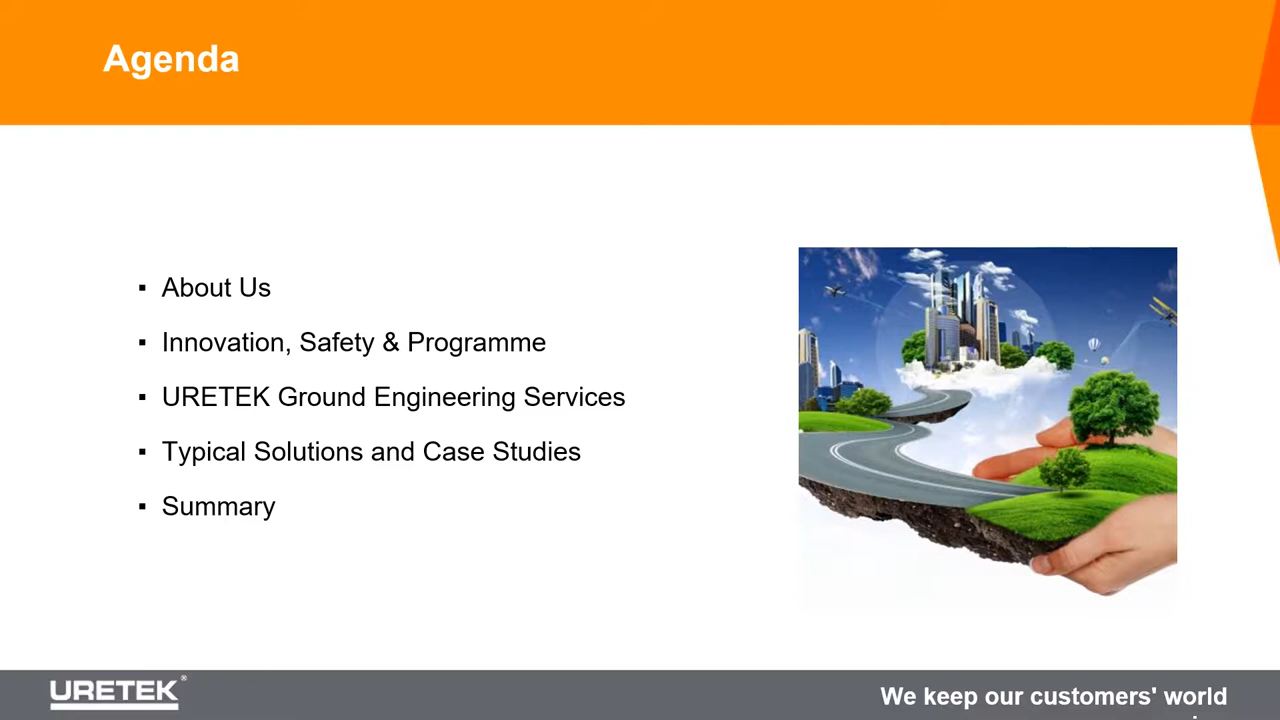 Agenda
▪ About Us
▪ Innovation, Safety & Programme
▪ URETEK Ground Engineering Services
▪ Typical Solutions and Case Studies
▪ Summary
URETEK®
We keep our customers' world